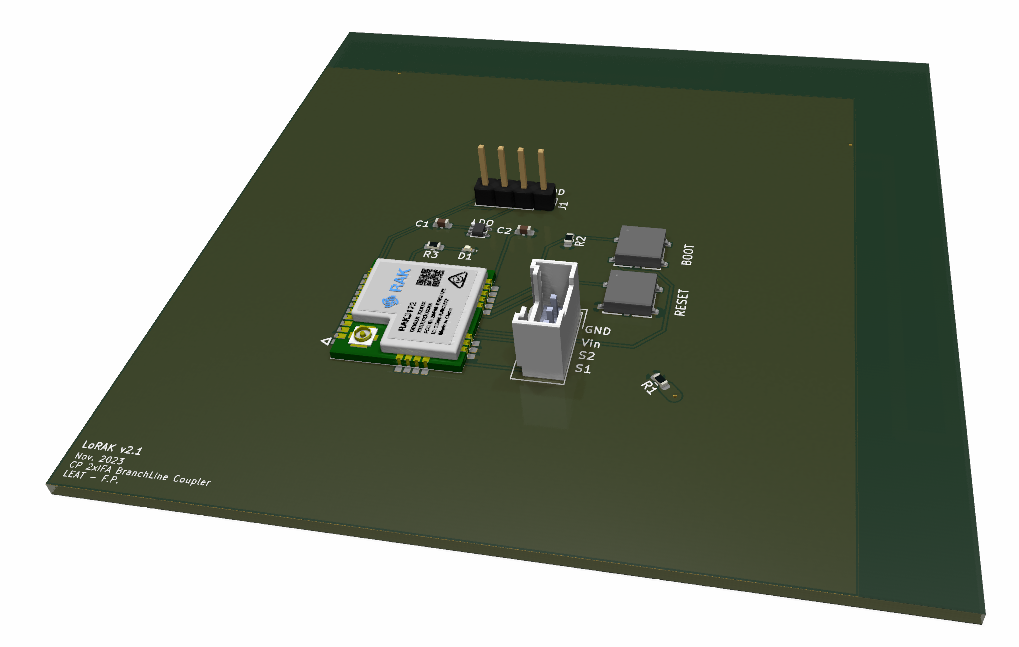 J1
C1
C2
R2
R3
D1
BOOT
RAK
RAK3172
RESET
GND
Vin
S2
S1
R1
LoRAK v2.1
Nov. 2023
CP 2xIFA BranchLine Coupler
LEAT - F.P.